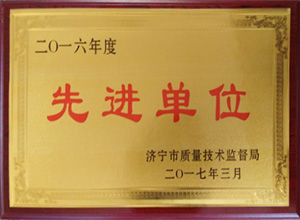 二〇一六年度
先进单位
济宁市质量技术监督局
二〇一七年三月